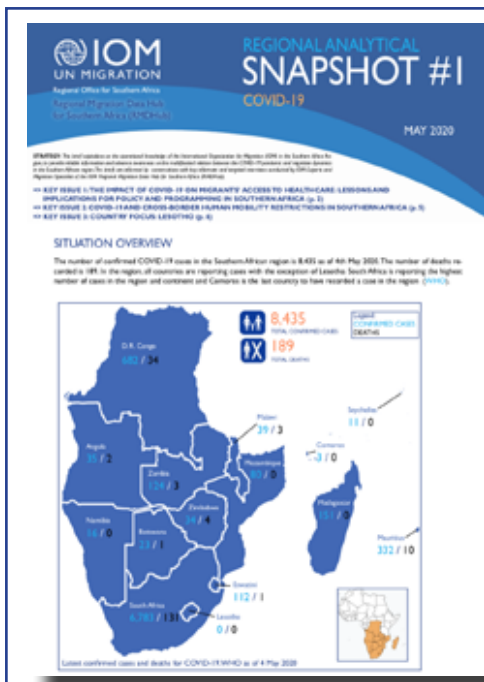 IOM
UN MIGRATION
Regional Office for Southern Africa
Regional Migration Data Hub
for Southern Africa (RMDHub)
REGIONAL ANALYTICAL
SNAPSHOT #1
COVID-19
MAY 2020
=> KEY ISSUE 1: THE IMPACT OF COVID-19 ON MIGRANTS' ACCESS TO HEALTHCARE: LESSONS AND
IMPLICATIONS FOR POLICY AND PROGRAMMING IN SOUTHERN AFRICA (p. 2)
=> KEY ISSUE 2: COVID-19 AND CROSS-BORDER HUMAN MOBILITY RESTRICTIONS IN SOUTHERN AFRICA (p. 5)
=> KEY ISSUE 3: COUNTRY FOCUS: LESOTHO (p. 6)
SITUATION OVERVIEW
The number of confirmed COVID-19 cases in the Southern African region is 8,435 as of 4th May 2020. The number of deaths re-
corded is 189. In the region, all countries are reporting cases with the exception of Lesotho. South Africa is reporting the highest
number of cases in the region and continent and Comoros is the last country to have recorded a case in the region (WHO).
8,435
TOTAL CONFIRMED CASES
189
TOTAL DEATHS
Legend
CONFIRMED CASES
DEATHS
D.R. Congo
682 / 34
Malawi
39 / 3
Seychelles
11 / 0
Comoros
3 / 0
Angola
35 / 2
Zambia
124 / 3
Mozambique
80 / 0
Zimbabwe
34 / 4
Madagascar
151 / 0
Namibia
16 / 0
Botswana
23 / 1
Mauritius
332 / 10
Eswatini
112 / 1
South Africa
6,783 / 131
Lesotho
0 / 0
Latest confirmed cases and deaths for COVID-19. WHO as of 4 May 2020